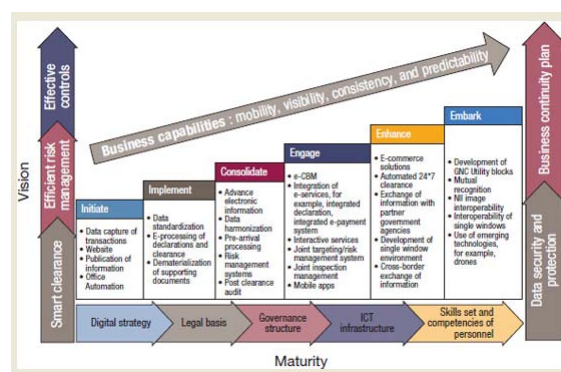 Effective controls
Efficient risk management
Smart clearance
Vision
Business capabilities : mobility, visibility, consistency, and predictability
Business continuity plan
Data security and protection
Initiate
• Data capture of
transactions
• Website
• Publication of
information
• Office
Automation
Implement
• Data
standardization
• E-processing of
declarations and
clearance
• Dematerialization
of supporting
documents
Consolidate
• Advance
electronic
information
• Data
harmonization
• Pre-arrival
processing
• Risk
management
systems
• Post clearance
audit
Engage
• e-CBM
• Integration of
e-services, for
example, integrated
declaration,
integrated e-payment
system
• Interactive services
• Joint targeting/risk
management system
• Joint inspection
management
• Mobile apps
Enhance
• E-commerce
solutions
• Automated 24*7
clearance
• Exchange of
information with
partner
government
agencies
• Development of
single window
environment
• Cross-border
exchange of
information
Embark
• Development of
GNC Utility blocks
• Mutual
recognition
• NII image
interoperability
• Interoperability of
single windows
• Use of emerging
technologies,
for example,
drones
Digital strategy
Legal basis
Governance
structure
ICT
infrastructure
Skills set and
competencies of
personnel
Maturity